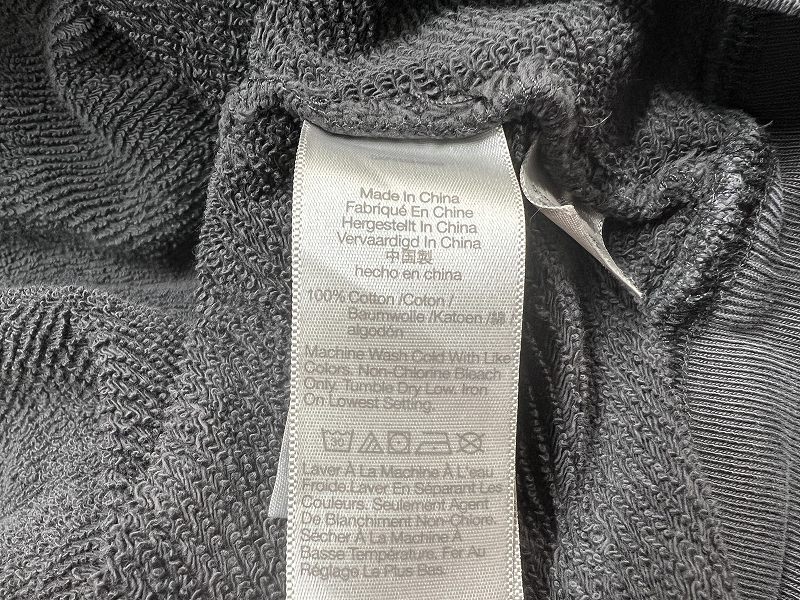 Made In China
Fabriqué En Chine
Hergestellt In China
Vervaardigd In China
中国製
hecho en china
100% Cotton /Coton /
Baumwolle /Katoen /綿 /
algodón
Machine Wash Cold With Like
Colors. Non-Chlorine Bleach
Only. Tumble Dry Low. Iron
On Lowest Setting.
30
Laver À La Machine À L'eau
Froide.Laver En Séparant Les
Couleurs. Seulement Agent
De Blanchiment Non-Chloré.
Sécher À La Machine À
Basse Température. Fer Au
Réglage Le Plus Bas.